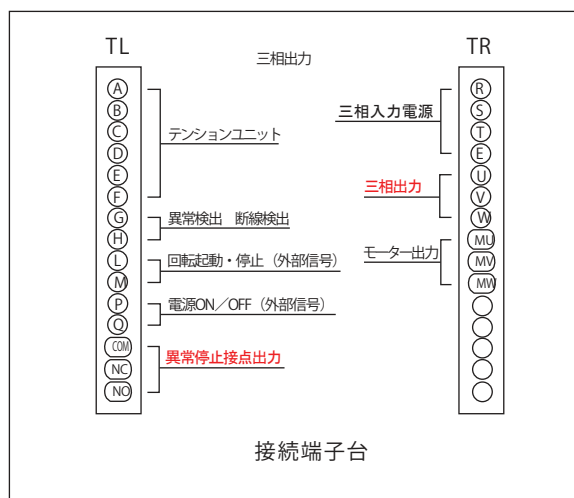 TL
TR
三相出力
A
B
C
D
E
F
テンションユニット
G
H
異常検出　断線検出
L
M
回転起動・停止（外部信号）
P
Q
電源ON／OFF（外部信号）
COM
NC
NO
異常停止接点出力
R
S
T
E
三相入力電源
U
V
W
三相出力
MU
MV
MW
モーター出力
接続端子台